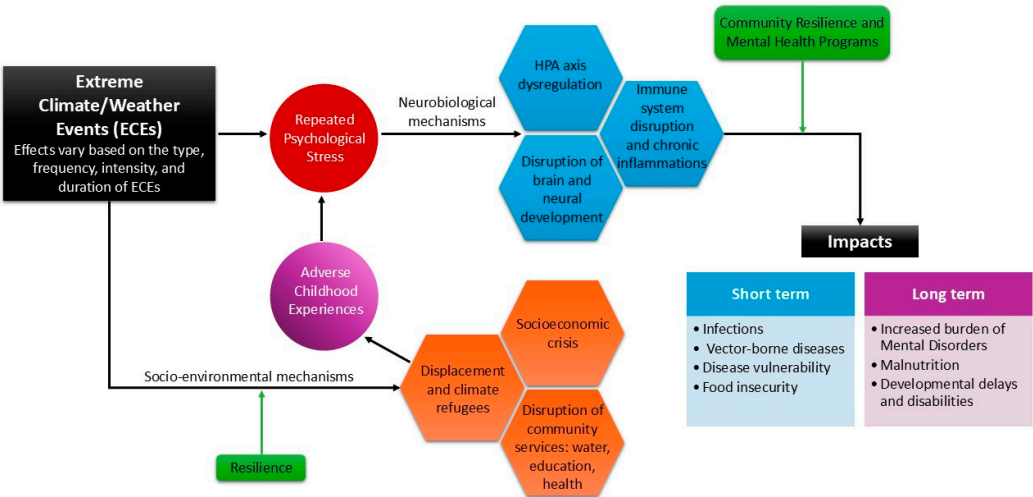 Extreme
Climate/Weather
Events (ECEs)
Effects vary based on the type,
frequency, intensity, and
duration of ECEs
Repeated
Psychological
Stress
Neurobiological
mechanisms
HPA axis
dysregulation
Immune
system
disruption
and chronic
inflammations
Disruption of
brain and
neural
development
Community Resilience and
Mental Health Programs
Impacts
Short term
• Infections
• Vector-borne diseases
• Disease vulnerability
• Food insecurity
Long term
• Increased burden of
Mental Disorders
• Malnutrition
• Developmental delays
and disabilities
Adverse
Childhood
Experiences
Socio-environmental mechanisms
Displacement
and climate
refugees
Socioeconomic
crisis
Disruption of
community
services: water,
education,
health
Resilience